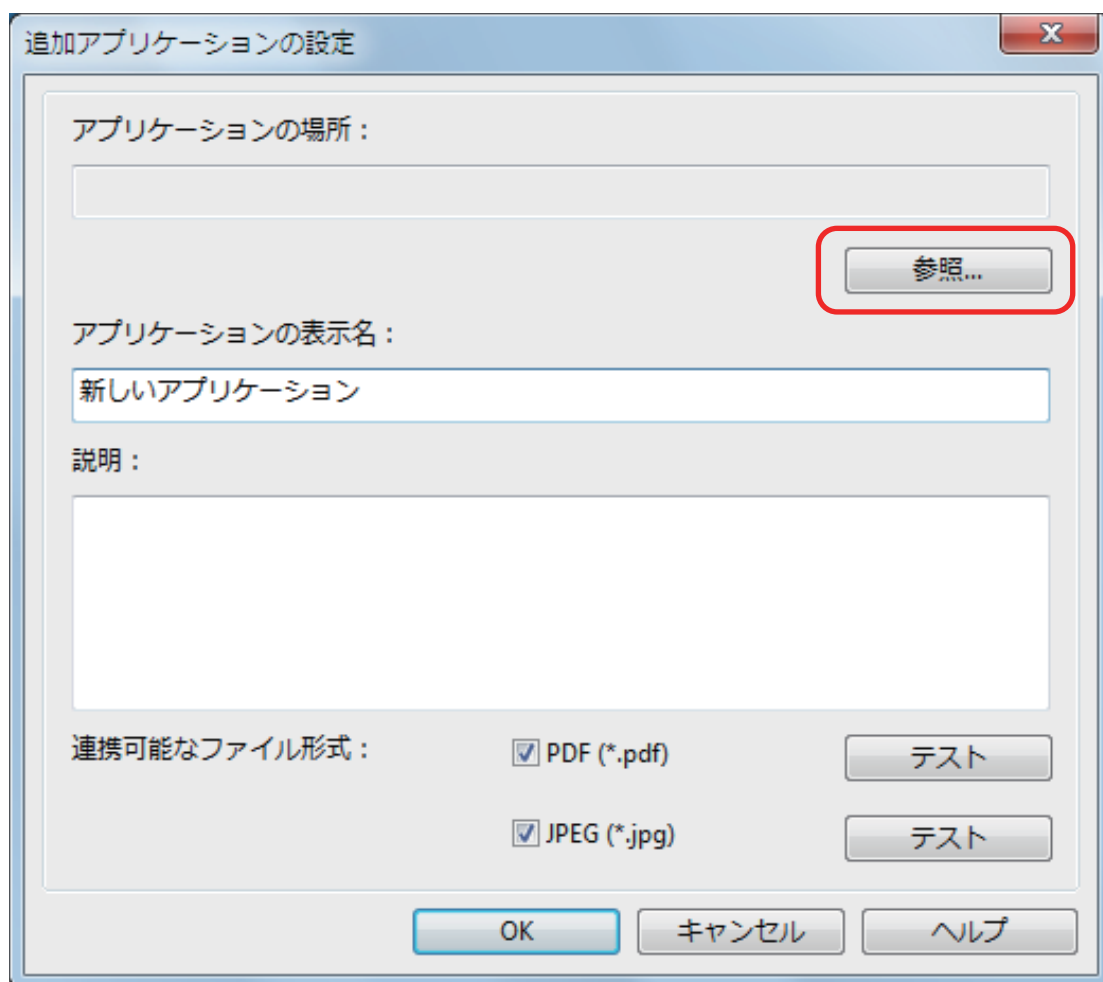 追加アプリケーションの設定
アプリケーションの場所：
参照...
アプリケーションの表示名：
新しいアプリケーション
説明：
連携可能なファイル形式：
PDF (*.pdf)
テスト
JPEG (*.jpg)
テスト
OK
キャンセル
ヘルプ